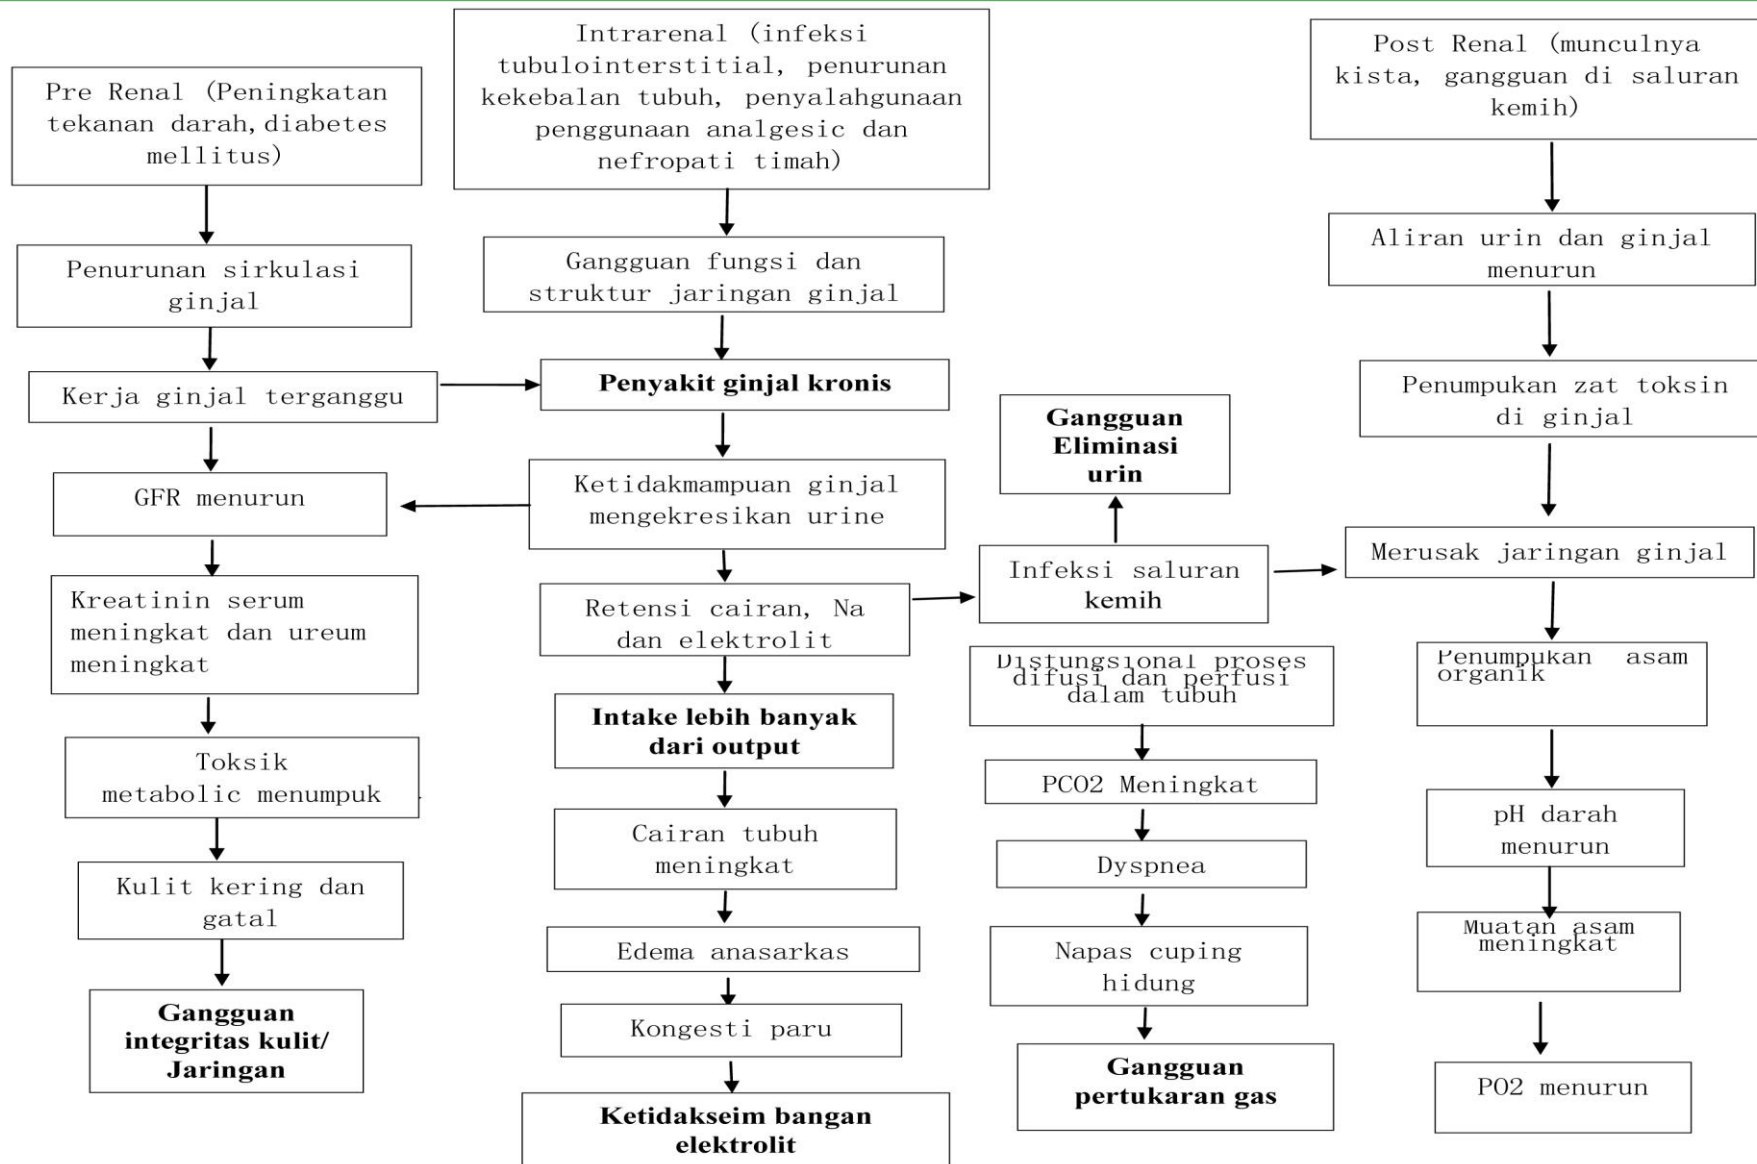 Pre Renal (Peningkatan
tekanan darah,diabetes
mellitus)
Penurunan sirkulasi
ginjal
Kerja ginjal terganggu
GFR menurun
Kreatinin serum
meningkat dan ureum
meningkat
Toksik
metabolic menumpuk
Kulit kering dan
gatal
Gangguan
integritas kulit/
Jaringan
Intrarenal (infeksi
tubulointerstitial, penurunan
kekebalan tubuh, penyalahgunaan
penggunaan analgesic dan
nefropati timah)
Gangguan fungsi dan
struktur jaringan ginjal
Penyakit ginjal kronis
Ketidakmampuan ginjal
mengekresikan urine
Retensi cairan, Na
dan elektrolit
Intake lebih banyak
dari output
Cairan tubuh
meningkat
Edema anasarkas
Kongesti paru
Ketidakseim bangan
elektrolit
Gangguan
Eliminasi
urin
Infeksi saluran
kemih
Disfungsional proses
difusi dan perfusi
dalam tubuh
PCO2 Meningkat
Dyspnea
Napas cuping
hidung
Gangguan
pertukaran gas
Post Renal (munculnya
kista, gangguan di saluran
kemih)
Aliran urin dan ginjal
menurun
Penumpukan zat toksin
di ginjal
Merusak jaringan ginjal
Penumpukan asam
organik
pH darah
menurun
Muatan asam
meningkat
PO2 menurun